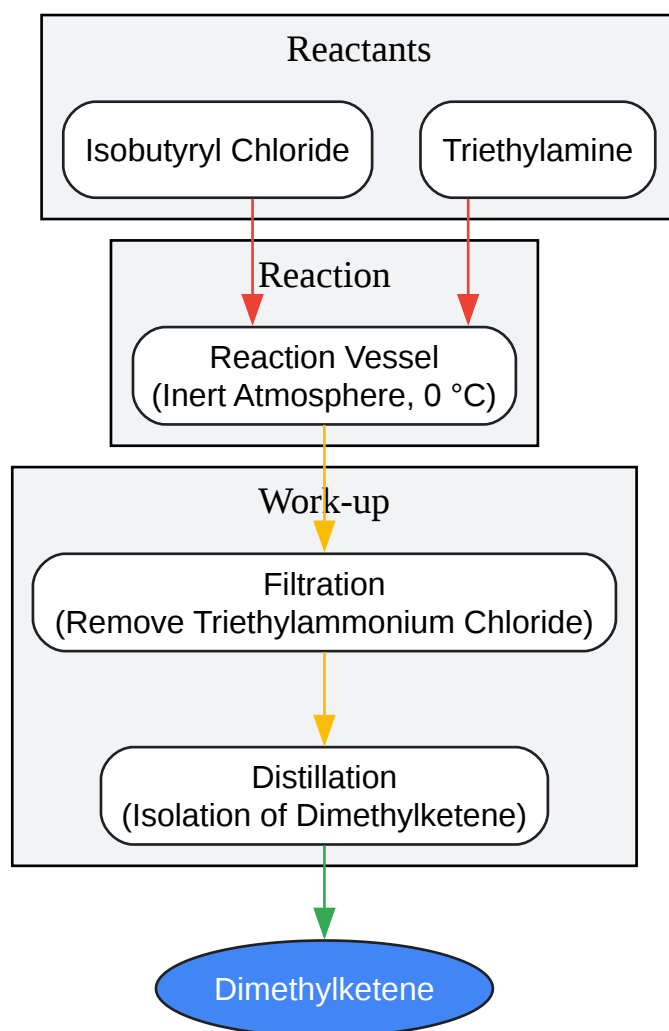 Reactants
Isobutyryl Chloride
Triethylamine
Reaction
Reaction Vessel
(Inert Atmosphere, 0 °C)
Work-up
Filtration
(Remove Triethylammonium Chloride)
Distillation
(Isolation of Dimethylketene)
Dimethylketene